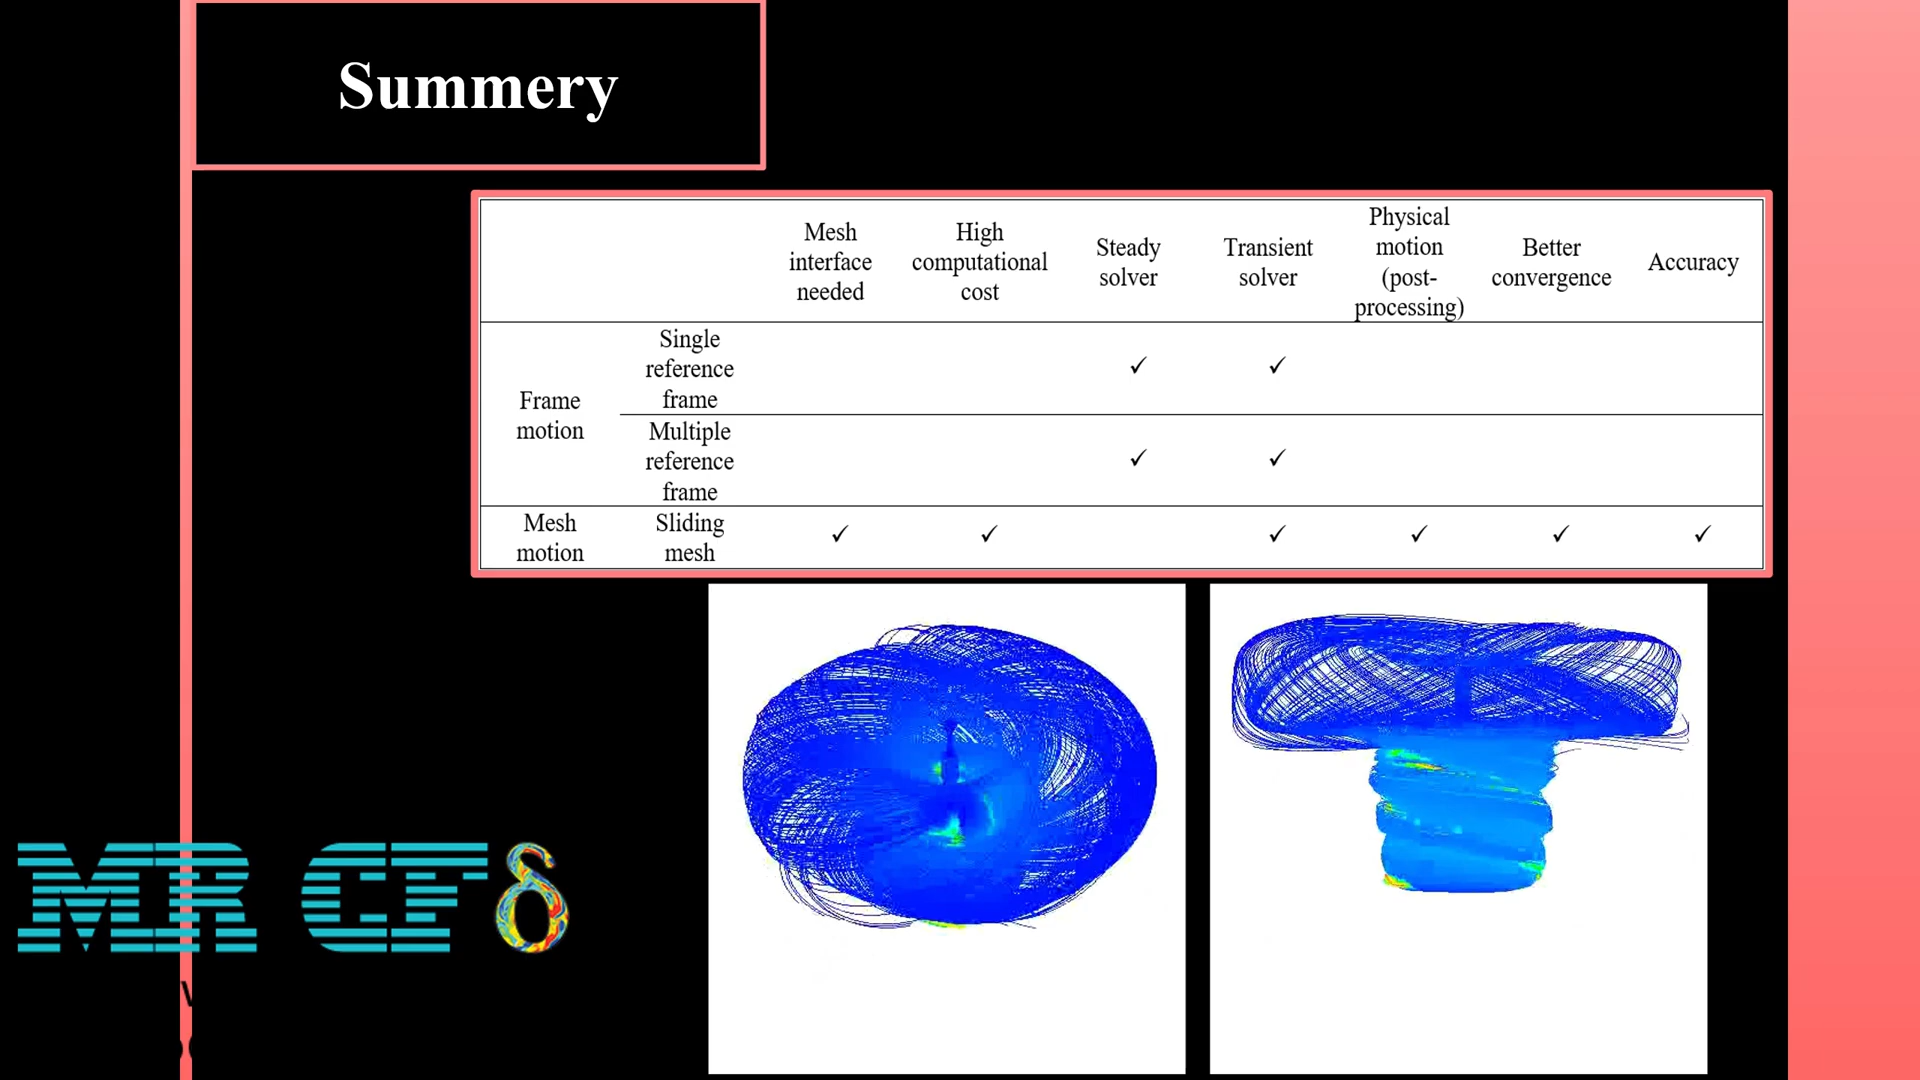 Summery
Mesh
interface
needed
High
computational
cost
Steady
solver
Transient
solver
Physical
motion
(post-
processing)
Better
convergence
Accuracy
Frame
motion
Single
reference
frame
✓ ✓
Multiple
reference
frame
✓ ✓
Mesh
motion
Sliding
mesh
✓ ✓ ✓ ✓ ✓ ✓
MR CFδ